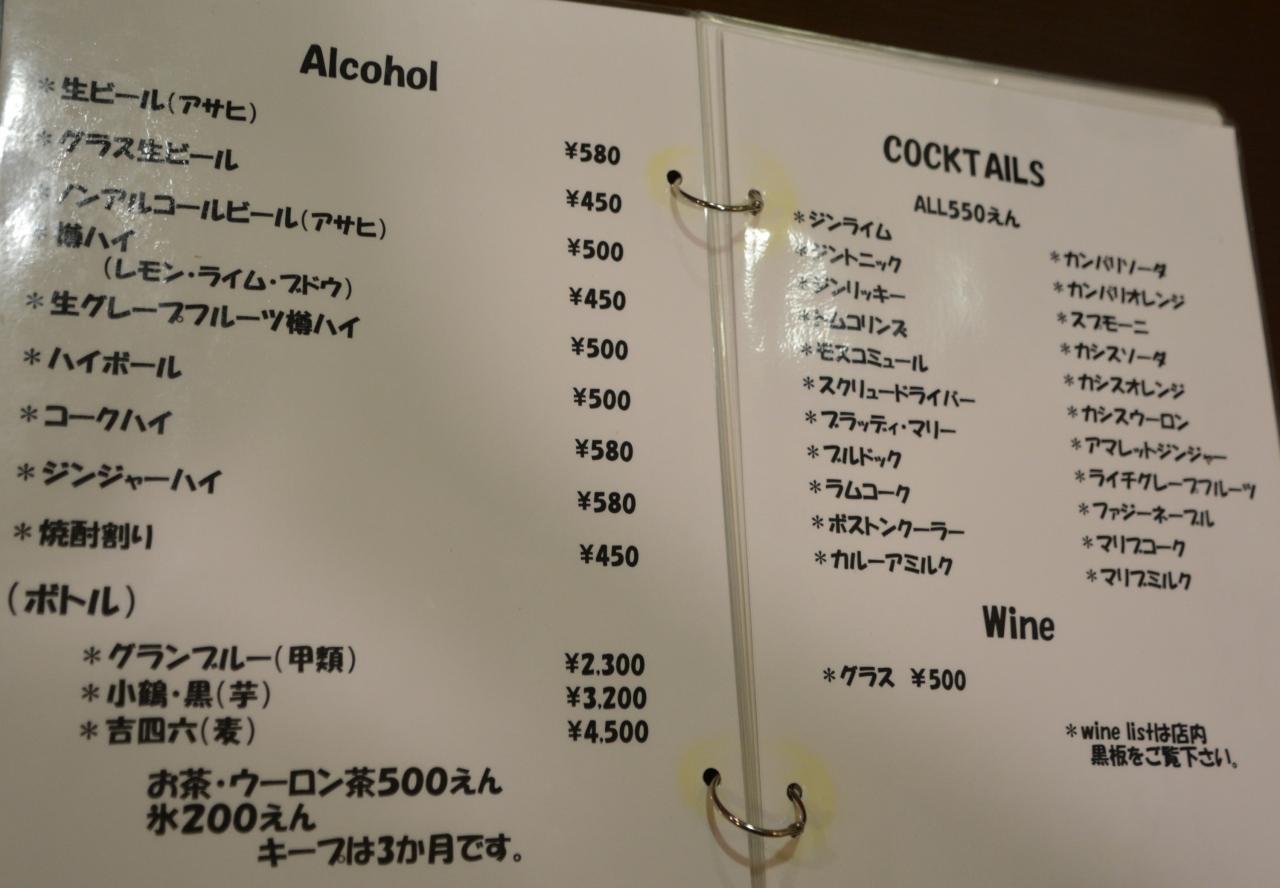 Alcohol
*生ビール(アサヒ) ¥580
*グラス生ビール ¥450
*ノンアルコールビール(アサヒ) ¥500
*樽ハイ ¥450
(レモン・ライム・ブドウ)
*生グレープフルーツ樽ハイ ¥500
*ハイボール ¥500
*コークハイ ¥580
*ジンジャーハイ ¥580
*焼酎割り ¥450
(ボトル)
*グランブルー(甲類) ¥2,300
*小鶴・黒(芋) ¥3,200
*吉四六(麦) ¥4,500
お茶・ウーロン茶500えん
氷200えん
キープは3か月です。
COCKTAILS
ALL550えん
*ジンライム
*ジントニック
*ジンリッキー
*トムコリンズ
*モスコミュール
*スクリュードライバー
*ブラッディ・マリー
*ブルドック
*ラムコーク
*ボストンクーラー
*カルーアミルク
*カンパリソーダ
*カンパリオレンジ
*スプモーニ
*カシスソーダ
*カシスオレンジ
*カシスウーロン
*アマレットジンジャー
*ライチグレープフルーツ
*ファジーネーブル
*マリブコーク
*マリブミルク
Wine
*グラス ¥500
*wine listは店内
黒板をご覧下さい。